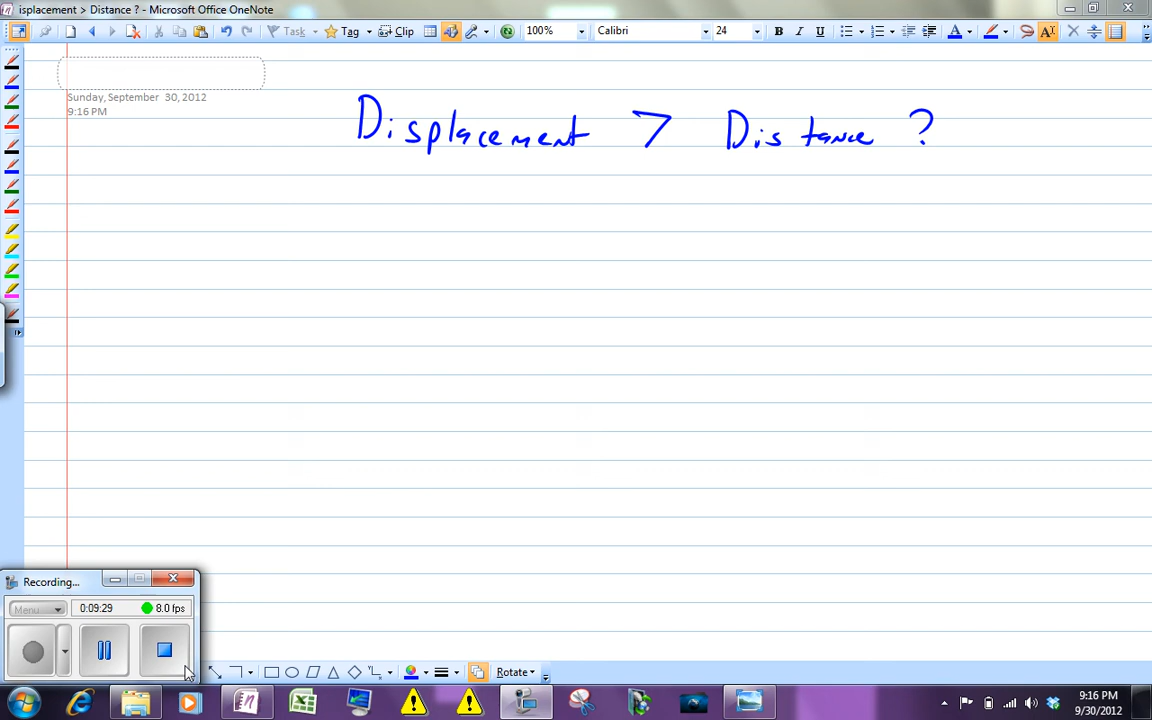 isplacement > Distance ? - Microsoft Office OneNote
Task Tag Clip 100% Calibri 24 B I U A A
Sunday, September 30, 2012
9:16 PM
Displacement > Distance ?
Recording...
Menu 0:09:29 8.0 fps
Rotate
9:16 PM
9/30/2012